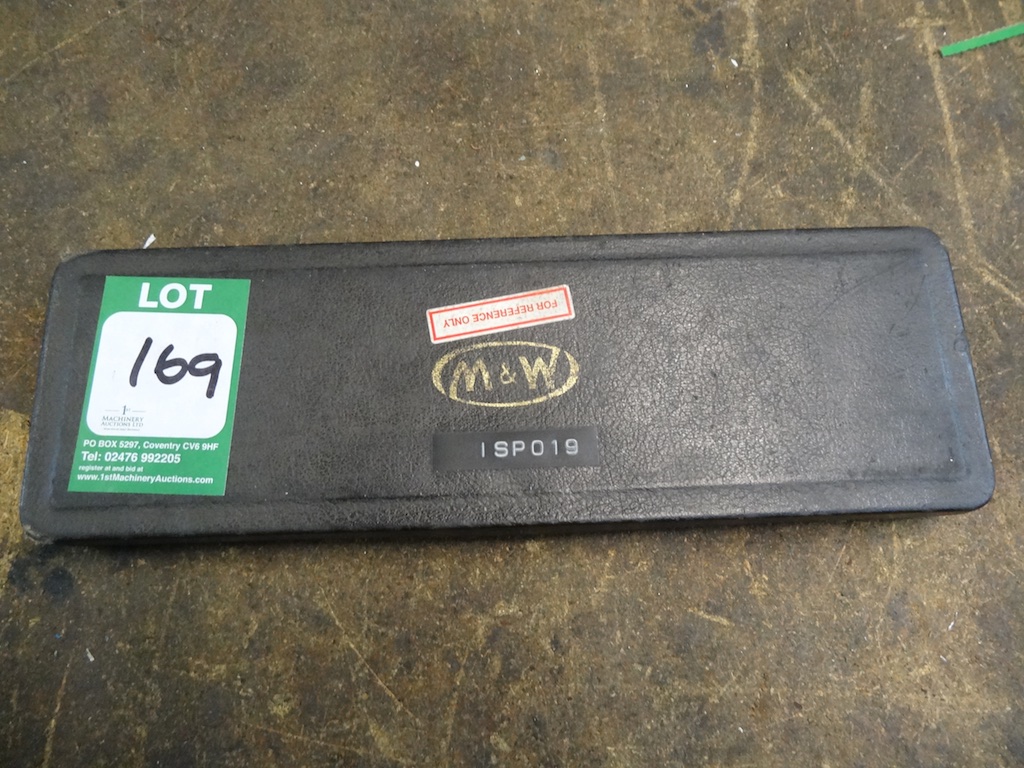 LOT
169
1st
MACHINERY
AUCTIONS LTD
PO BOX 5297, Coventry CV6 9HF
Tel: 02476 992205
register at and bid at
www.1stMachineryAuctions.com
FOR REFERENCE ONLY
M & W
ISP019